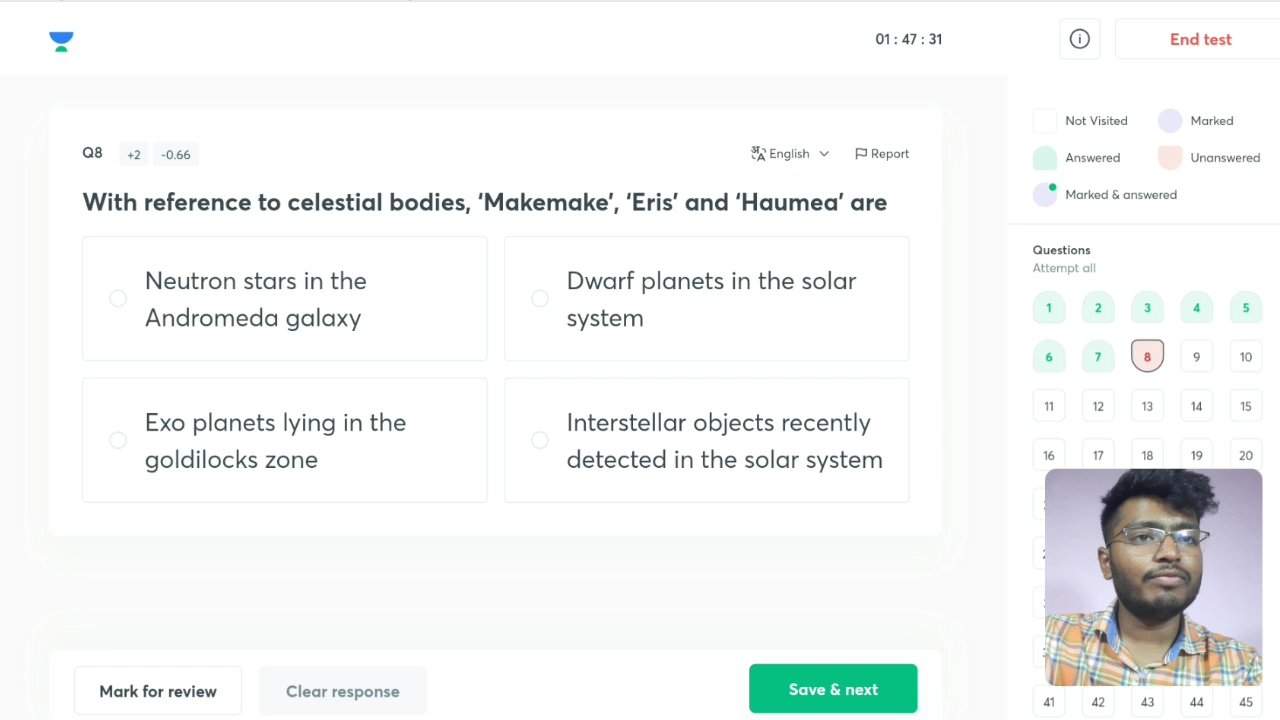 01 : 47 : 31
End test
Q8 +2 -0.66 English Report
With reference to celestial bodies, ‘Makemake’, ‘Eris’ and ‘Haumea’ are
Neutron stars in the
Andromeda galaxy
Dwarf planets in the solar
system
Exo planets lying in the
goldilocks zone
Interstellar objects recently
detected in the solar system
Mark for review Clear response Save & next
Not Visited Marked
Answered Unanswered
Marked & answered
Questions
Attempt all
1 2 3 4 5
6 7 8 9 10
11 12 13 14 15
16 17 18 19 20
41 42 43 44 45